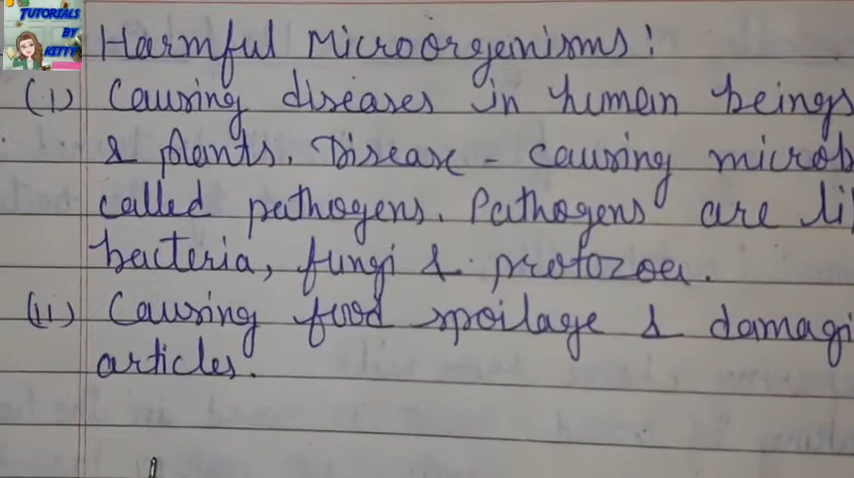 TUTORIALS
BY
KITTY
Harmful Microorganisms:
(i) Causing diseases in human beings
& plants. Disease - causing microb
called pathogens. Pathogens are li
bacteria, fungi & protozoa.
(ii) Causing food spoilage & damagi
articles.